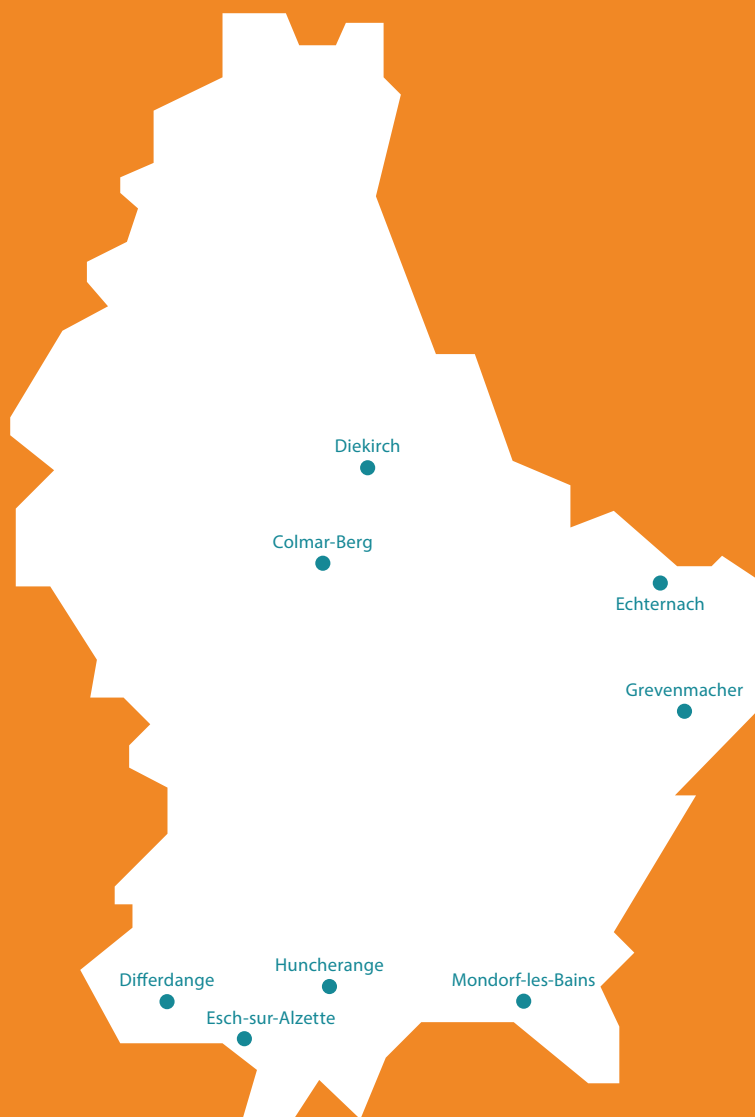 Diekirch
Colmar-Berg
Echternach
Grevenmacher
Huncherange
Differdange
Mondorf-les-Bains
Esch-sur-Alzette